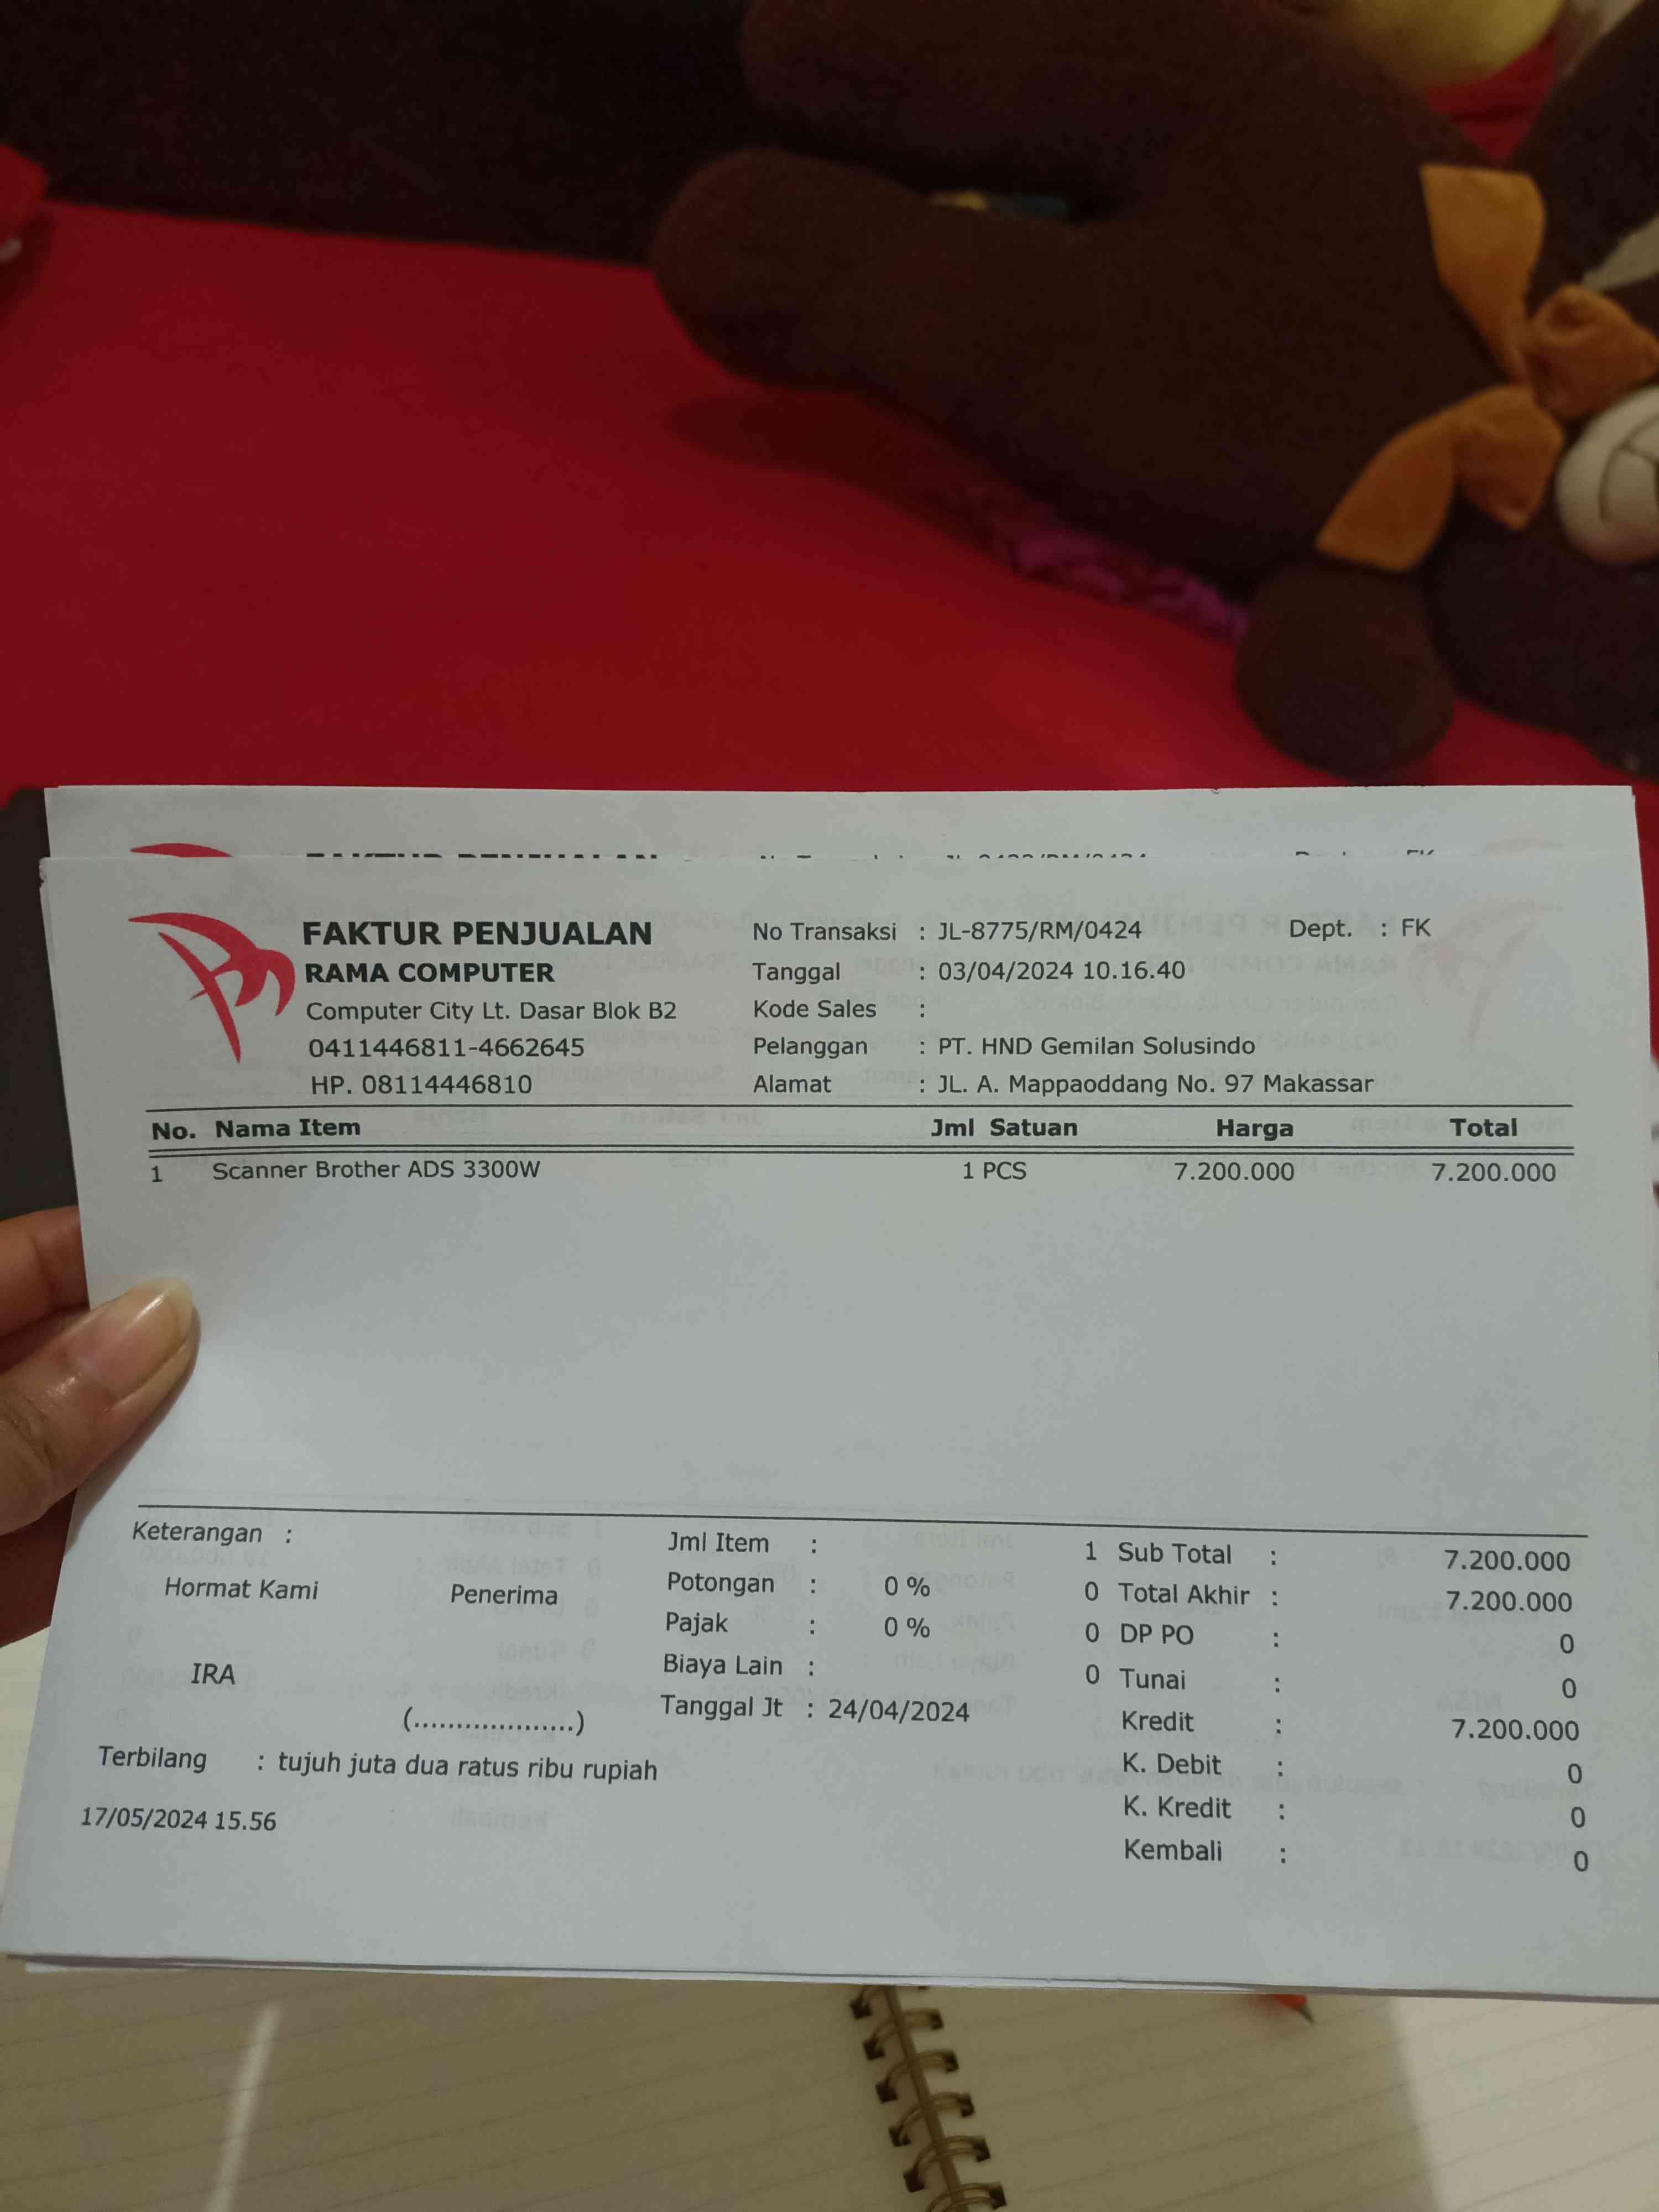 FAKTUR PENJUALAN
RAMA COMPUTER
Computer City Lt. Dasar Blok B2
0411446811-4662645
HP. 08114446810
No Transaksi : JL-8775/RM/0424 Dept. : FK
Tanggal : 03/04/2024 10.16.40
Kode Sales :
Pelanggan : PT. HND Gemilan Solusindo
Alamat : JL. A. Mappaoddang No. 97 Makassar
No. Nama Item Jml Satuan Harga Total
1 Scanner Brother ADS 3300W 1 PCS 7.200.000 7.200.000
Keterangan :
Hormat Kami Penerima
IRA
(...................)
Jml Item : 1
Potongan : 0 % 0
Pajak : 0 % 0
Biaya Lain : 0
Tanggal Jt : 24/04/2024
Sub Total : 7.200.000
Total Akhir : 7.200.000
DP PO : 0
Tunai : 0
Kredit : 7.200.000
K. Debit : 0
K. Kredit : 0
Kembali : 0
Terbilang : tujuh juta dua ratus ribu rupiah
17/05/2024 15.56